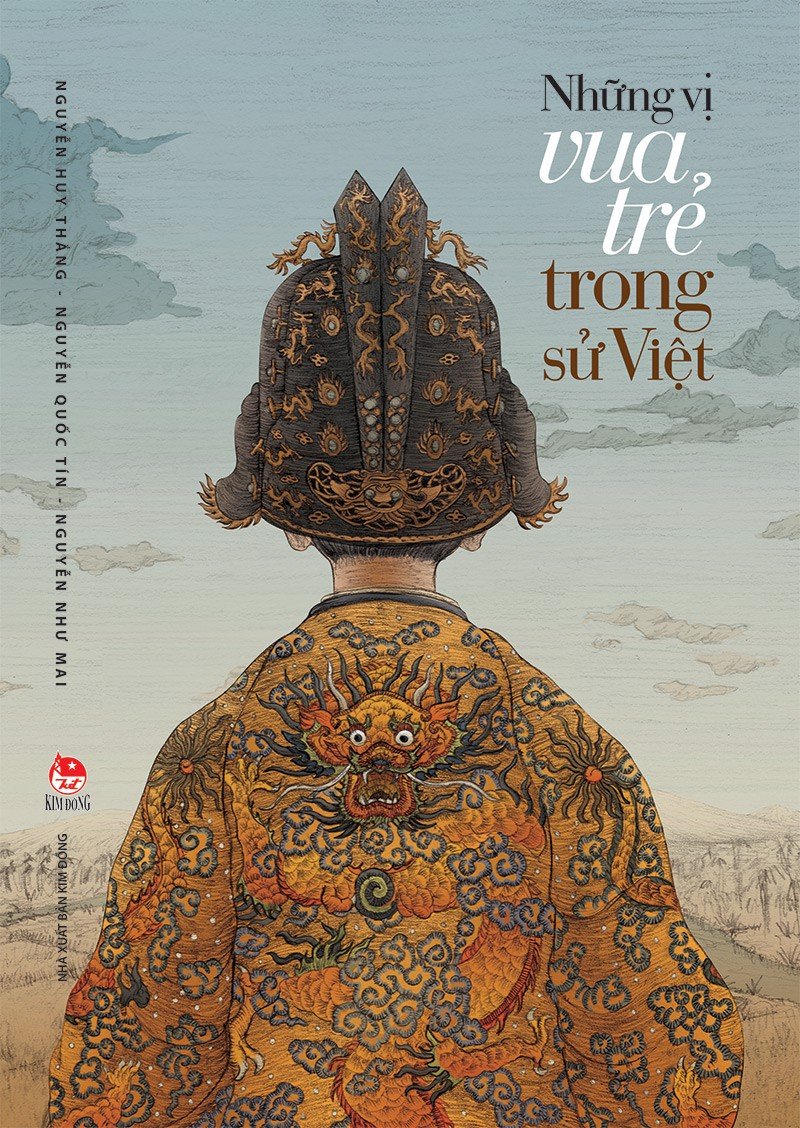 Những vị
vua
trẻ
trong
sử Việt
NGUYỄN HUY THẮNG - NGUYỄN QUỐC TÍN - NGUYỄN NHƯ MAI
KIM ĐỒNG
NHÀ XUẤT BẢN KIM ĐỒNG